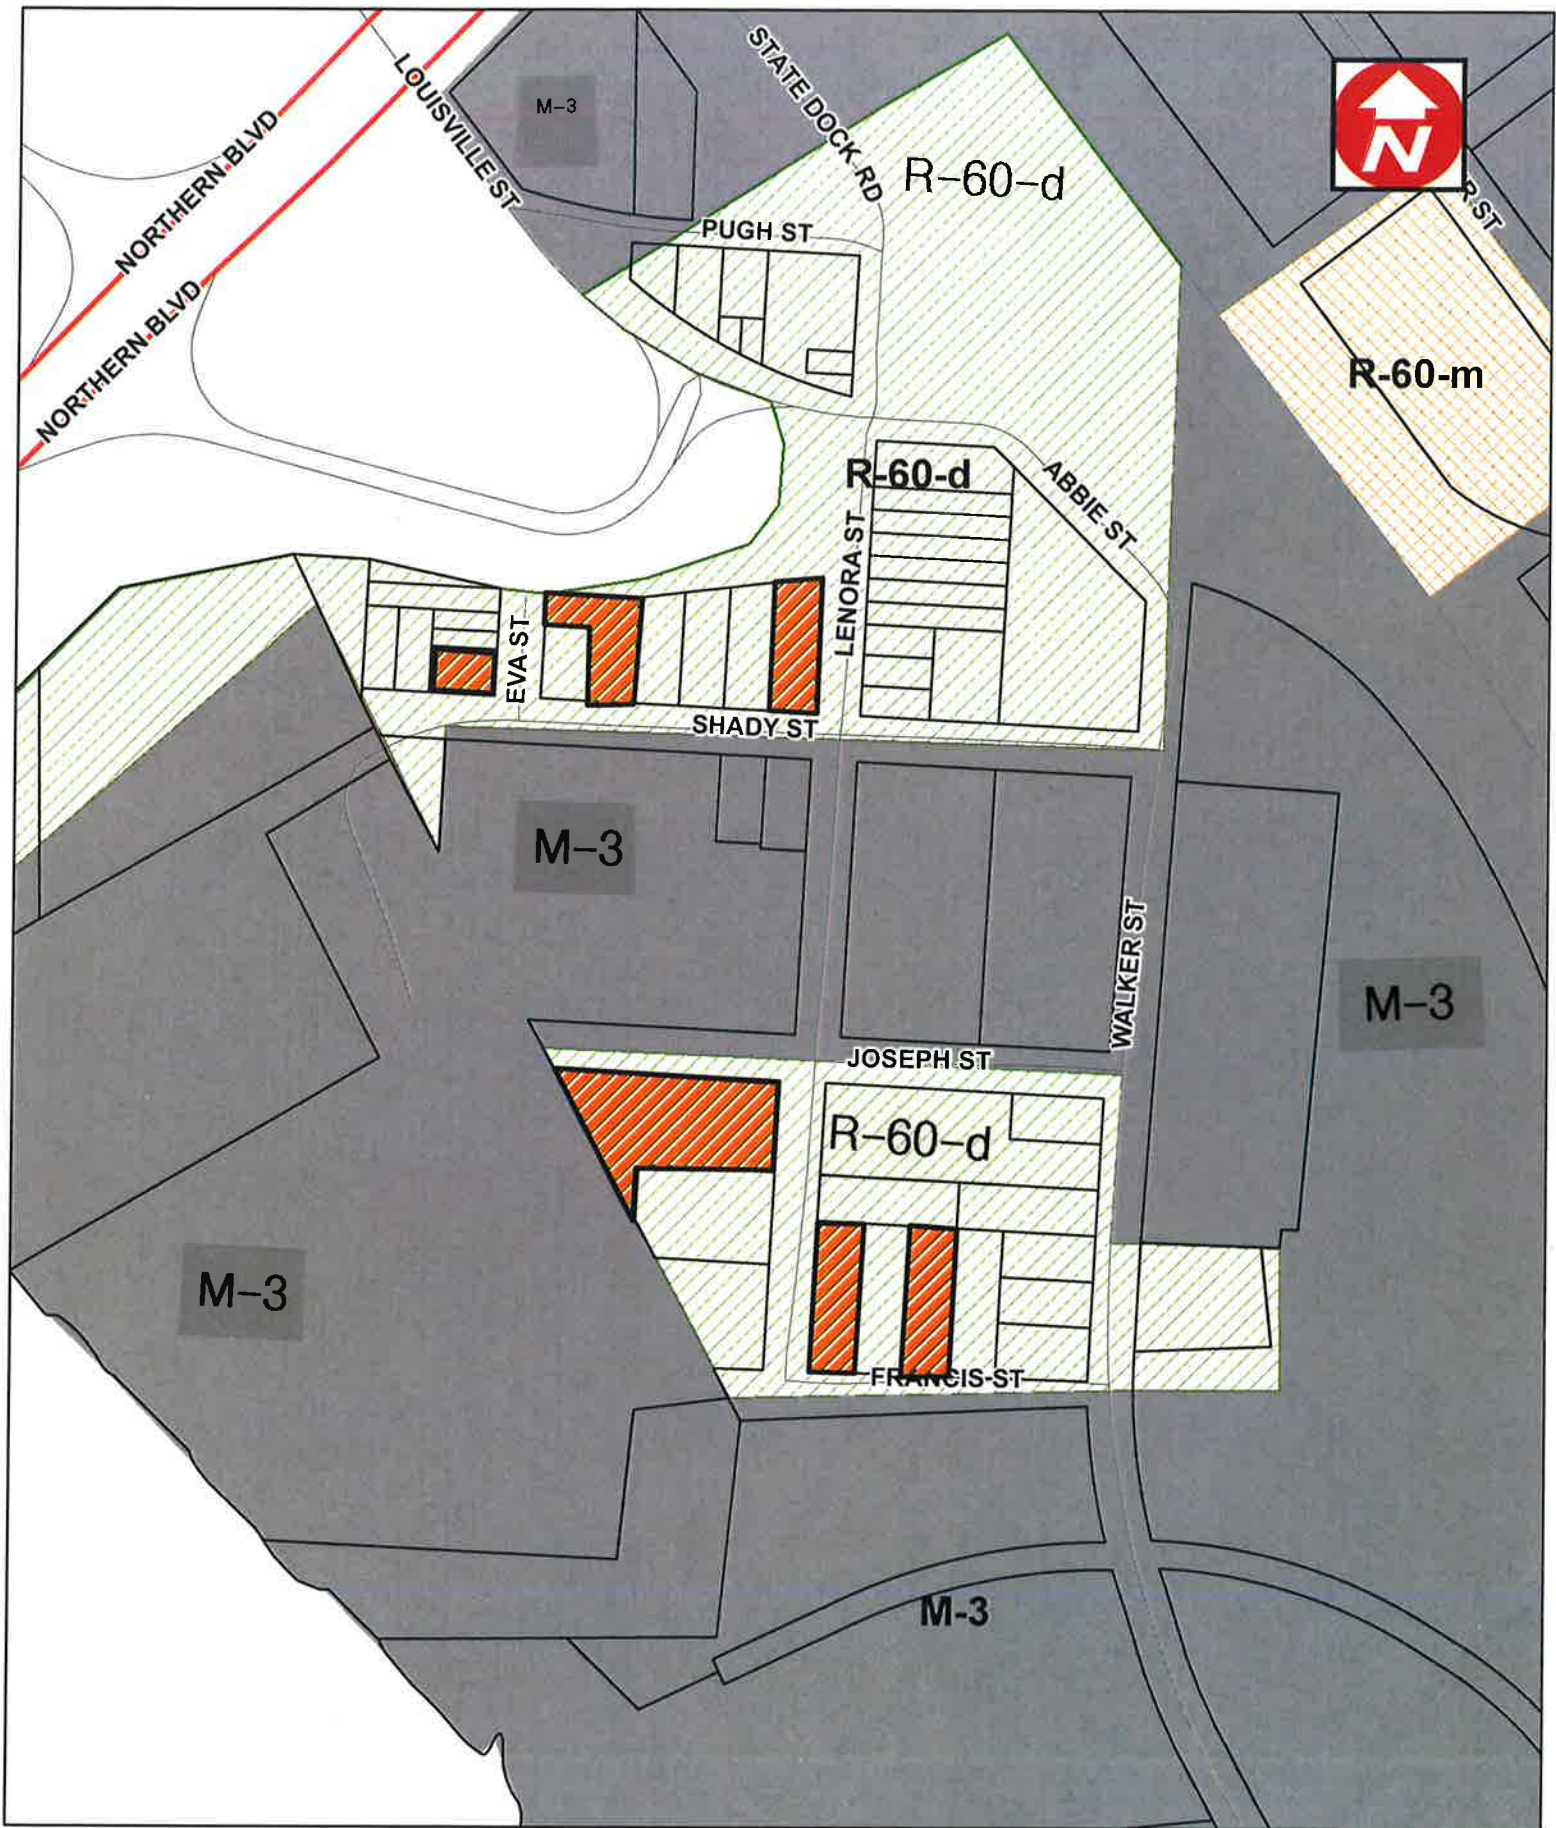 LOUISVILLE ST
STATE DOCK RD
M-3
NORTHERN BLVD
R-60-d
N
R ST
PUGH ST
NORTHERN BLVD
R-60-m
R-60-d
ABBIE ST
LENORA ST
EVA ST
SHADY ST
M-3
WALKER ST
M-3
JOSEPH ST
R-60-d
M-3
FRANCIS ST
M-3